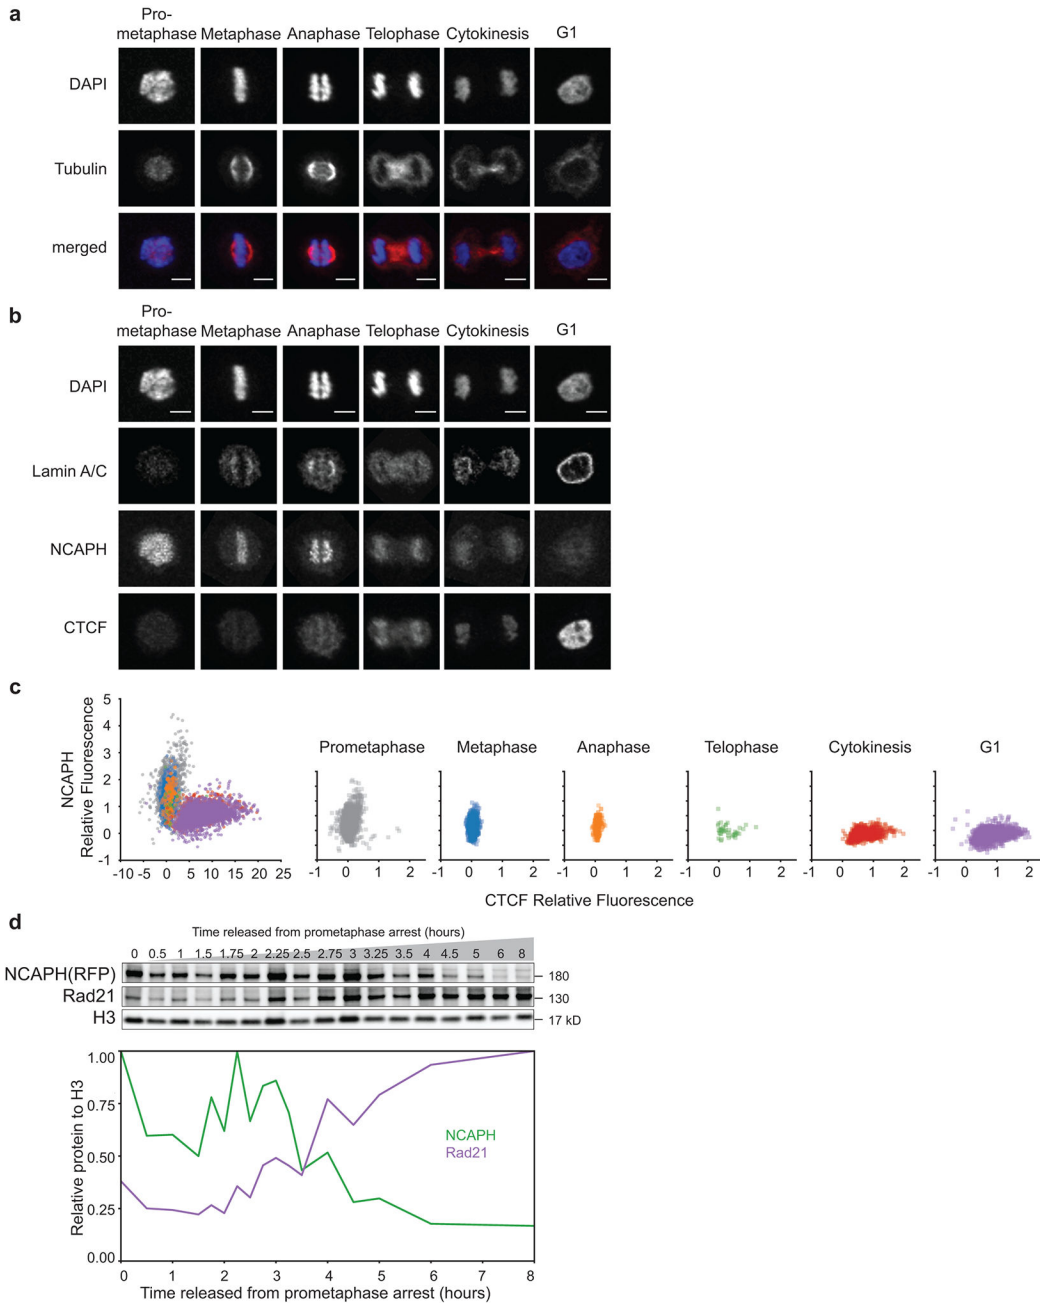 a
Pro-
metaphase Metaphase Anaphase Telophase Cytokinesis G1
DAPI
Tubulin
merged
b
Pro-
metaphase Metaphase Anaphase Telophase Cytokinesis G1
DAPI
Lamin A/C
NCAPH
CTCF
c
NCAPH
Relative Fluorescence
5
4
3
2
1
0
-1
-10 -5 0 5 10 15 20 25
Prometaphase Metaphase Anaphase Telophase Cytokinesis G1
-1 0 1 2 -1 0 1 2 -1 0 1 2 -1 0 1 2 -1 0 1 2 -1 0 1 2
CTCF Relative Fluorescence
d
Time released from prometaphase arrest (hours)
0 0.5 1 1.5 1.75 2 2.25 2.5 2.75 3 3.25 3.5 4 4.5 5 6 8
NCAPH(RFP) 180
Rad21 130
H3 17 kD
Relative protein to H3
1.00
0.75
0.50
0.25
0.00
NCAPH
Rad21
0 1 2 3 4 5 6 7 8
Time released from prometaphase arrest (hours)